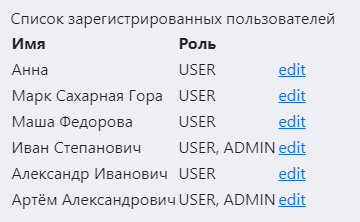 Список зарегистрированных пользователей
Имя Роль
Анна USER edit
Марк Сахарная Гора USER edit
Маша Федорова USER edit
Иван Степанович USER, ADMIN edit
Александр Иванович USER edit
Артём Александрович USER, ADMIN edit